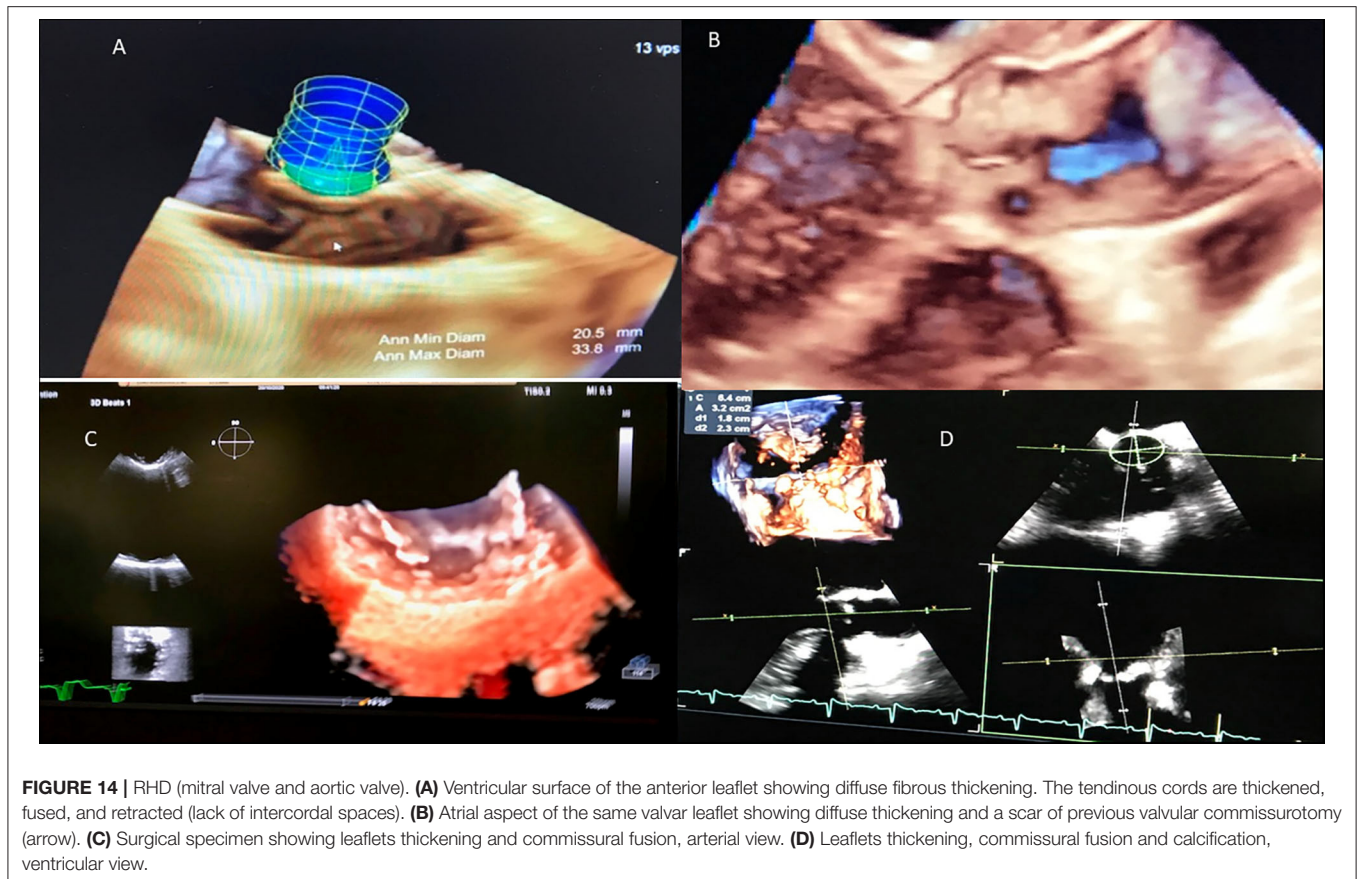 A
13 vps
Ann Min Diam 20.5 mm
Ann Max Diam 33.8 mm
B
3D Beats 1
C
D
1 C 6.4 cm
A 3.2 cm2
d1 1.8 cm
d2 2.3 cm
FIGURE 14 | RHD (mitral valve and aortic valve). (A) Ventricular surface of the anterior leaflet showing diffuse fibrous thickening. The tendinous cords are thickened,
fused, and retracted (lack of intercordal spaces). (B) Atrial aspect of the same valvar leaflet showing diffuse thickening and a scar of previous valvular commissurotomy
(arrow). (C) Surgical specimen showing leaflets thickening and commissural fusion, arterial view. (D) Leaflets thickening, commissural fusion and calcification,
ventricular view.